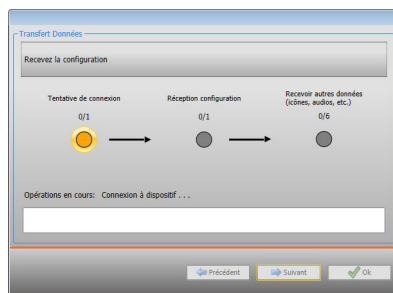 Transfert Données
Recevez la configuration
Tentative de connexion
Réception configuration
Recevoir autres données
(icônes, audios, etc.)
0/1
0/1
0/6
Opérations en cours: Connexion à dispositif . . .
Précédent
Suivant
Ok